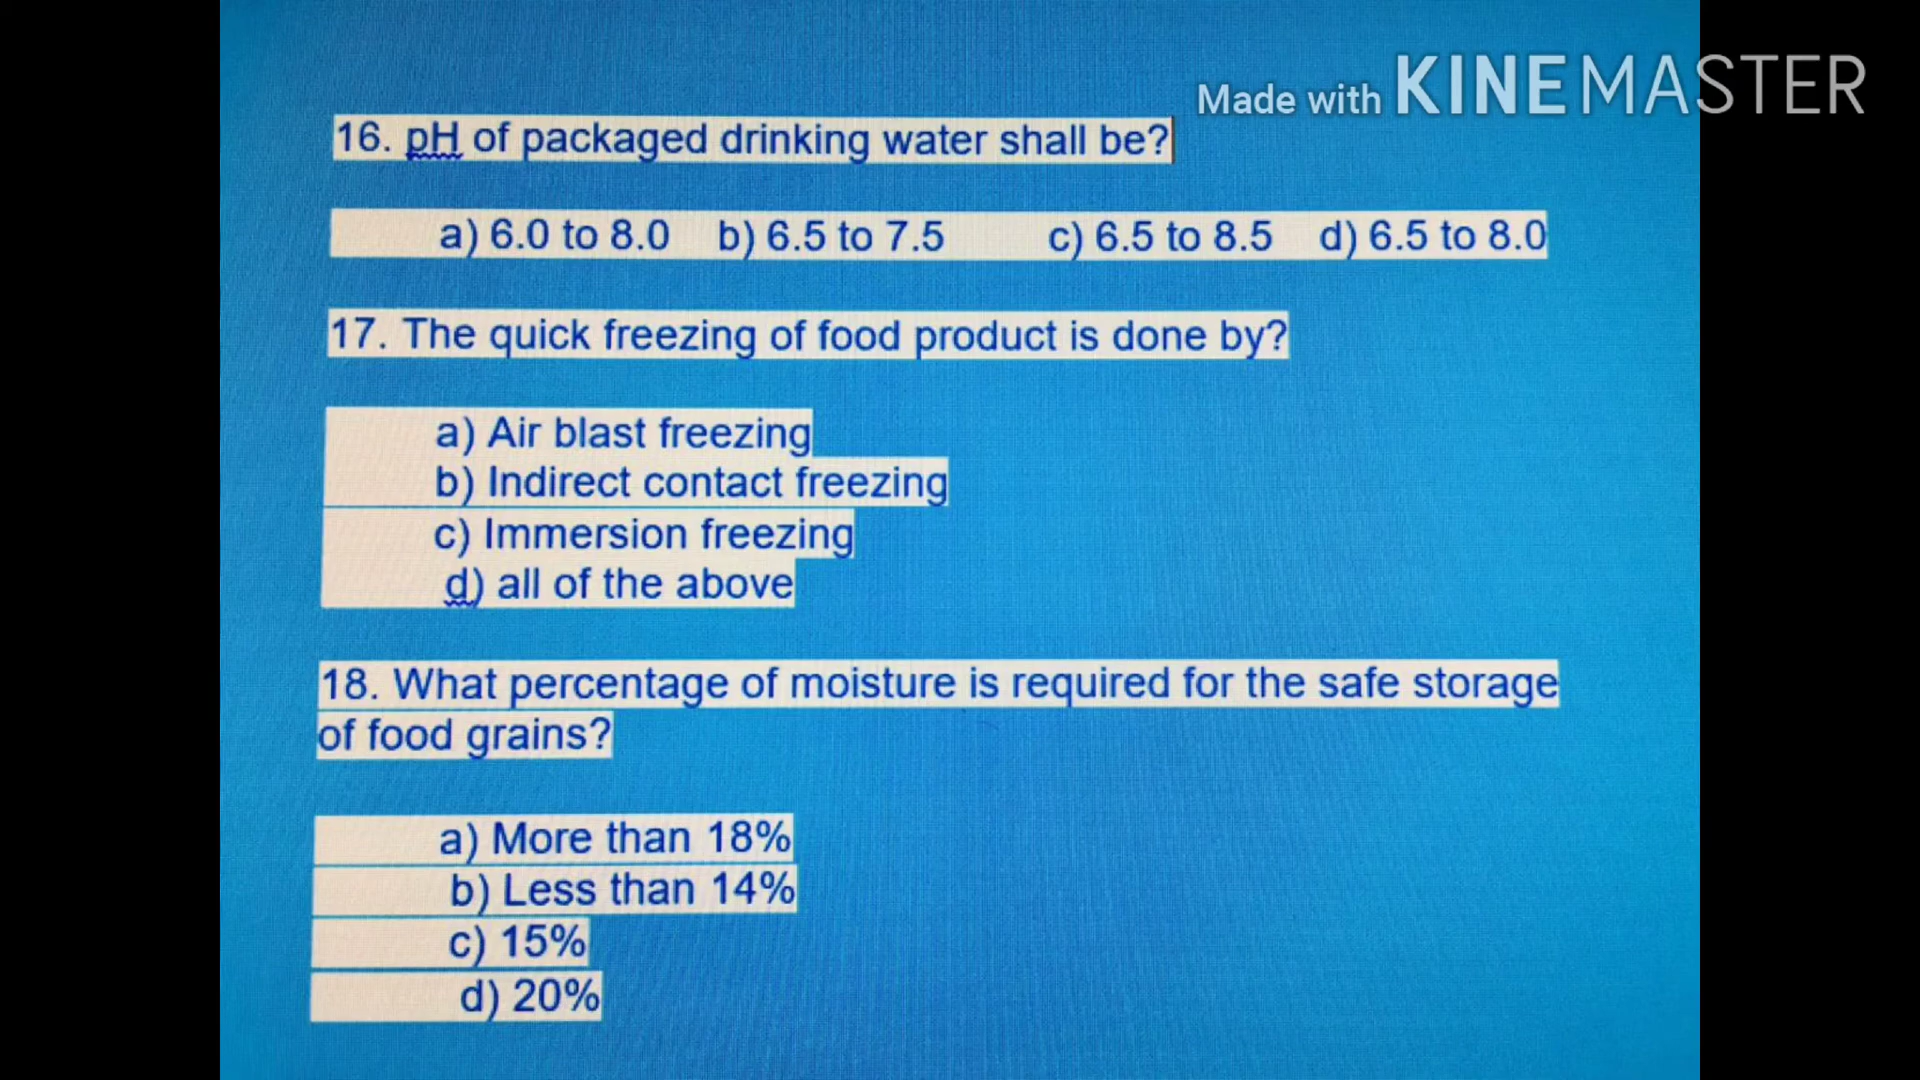 Made with KINEMASTER
16. pH of packaged drinking water shall be?
a) 6.0 to 8.0 b) 6.5 to 7.5 c) 6.5 to 8.5 d) 6.5 to 8.0
17. The quick freezing of food product is done by?
a) Air blast freezing
b) Indirect contact freezing
c) Immersion freezing
d) all of the above
18. What percentage of moisture is required for the safe storage
of food grains?
a) More than 18%
b) Less than 14%
c) 15%
d) 20%